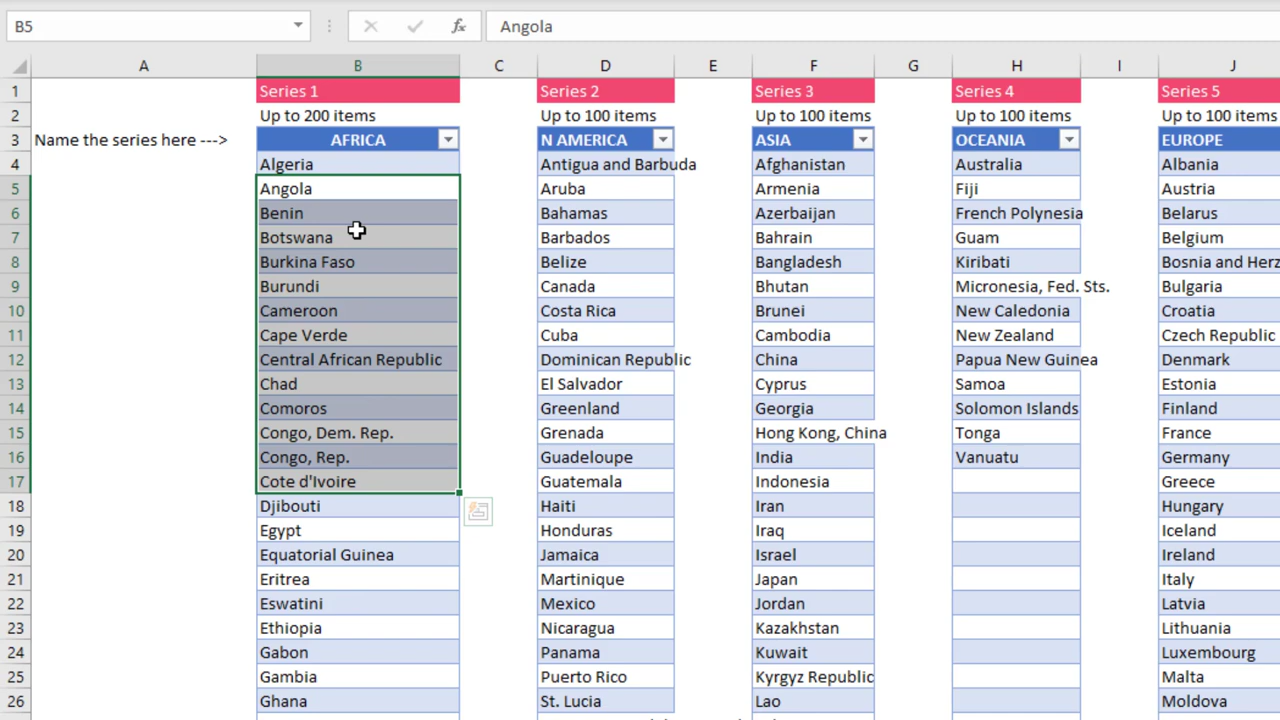 B5 Angola
A B C D E F G H I J
1 Series 1 Series 2 Series 3 Series 4 Series 5
2 Up to 200 items Up to 100 items Up to 100 items Up to 100 items Up to 100 items
3 Name the series here ---> AFRICA N AMERICA ASIA OCEANIA EUROPE
4 Algeria Antigua and Barbuda Afghanistan Australia Albania
5 Angola Aruba Armenia Fiji Austria
6 Benin Bahamas Azerbaijan French Polynesia Belarus
7 Botswana Barbados Bahrain Guam Belgium
8 Burkina Faso Belize Bangladesh Kiribati Bosnia and Herz
9 Burundi Canada Bhutan Micronesia, Fed. Sts. Bulgaria
10 Cameroon Costa Rica Brunei New Caledonia Croatia
11 Cape Verde Cuba Cambodia New Zealand Czech Republic
12 Central African Republic Dominican Republic China Papua New Guinea Denmark
13 Chad El Salvador Cyprus Samoa Estonia
14 Comoros Greenland Georgia Solomon Islands Finland
15 Congo, Dem. Rep. Grenada Hong Kong, China Tonga France
16 Congo, Rep. Guadeloupe India Vanuatu Germany
17 Cote d'Ivoire Guatemala Indonesia Greece
18 Djibouti Haiti Iran Hungary
19 Egypt Honduras Iraq Iceland
20 Equatorial Guinea Jamaica Israel Ireland
21 Eritrea Martinique Japan Italy
22 Eswatini Mexico Jordan Latvia
23 Ethiopia Nicaragua Kazakhstan Lithuania
24 Gabon Panama Kuwait Luxembourg
25 Gambia Puerto Rico Kyrgyz Republic Malta
26 Ghana St. Lucia Lao Moldova